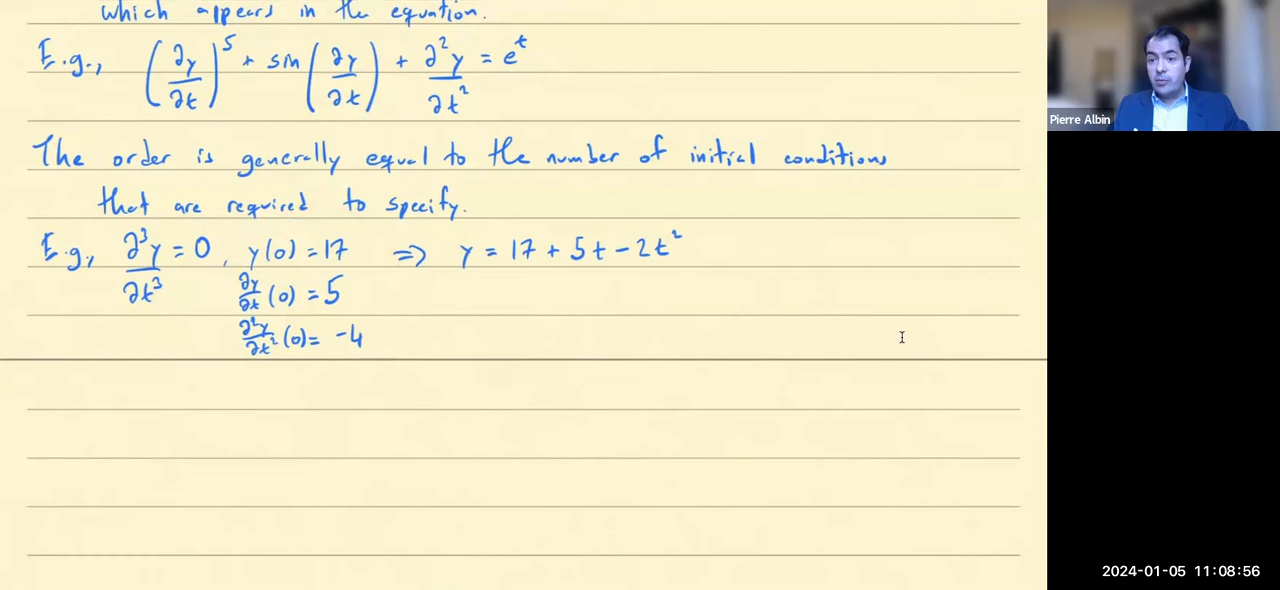 which appears in the equation.
E.g., (∂y/∂t)^5 + sin(∂y/∂t) + ∂²y/∂t² = e^t
The order is generally equal to the number of initial conditions
that are required to specify.
E.g., ∂³y/∂t³ = 0, y(0) = 17 ⇒ y = 17 + 5t - 2t²
∂y/∂t (0) = 5
∂²y/∂t² (0) = -4
Pierre Albin
2024-01-05 11:08:56